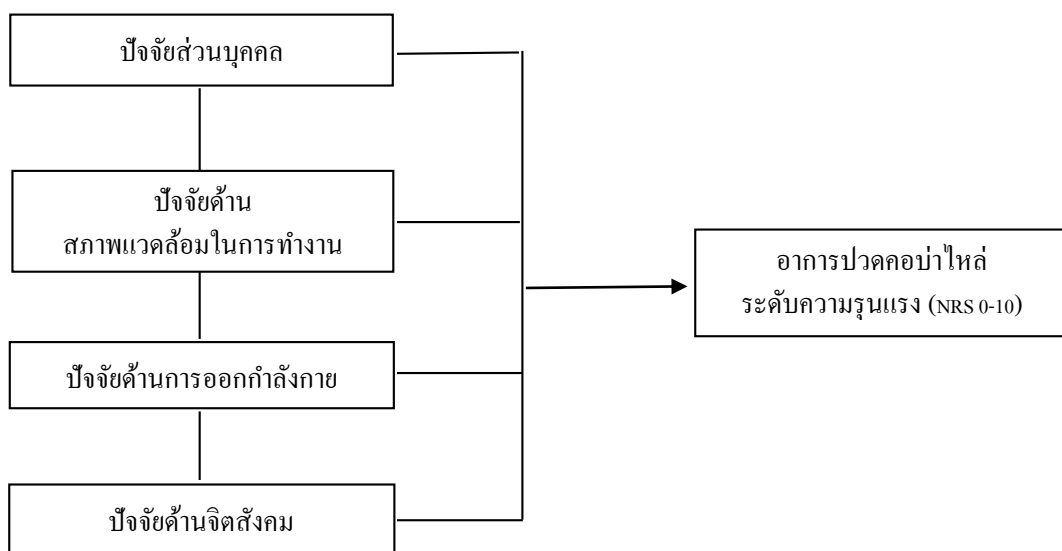 ปัจจัยส่วนบุคคล
ปัจจัยด้าน
สภาพแวดล้อมในการทำงาน
ปัจจัยด้านการออกกำลังกาย
ปัจจัยด้านจิตสังคม
อาการปวดคอบ่าไหล่
ระดับความรุนแรง (NRS 0-10)